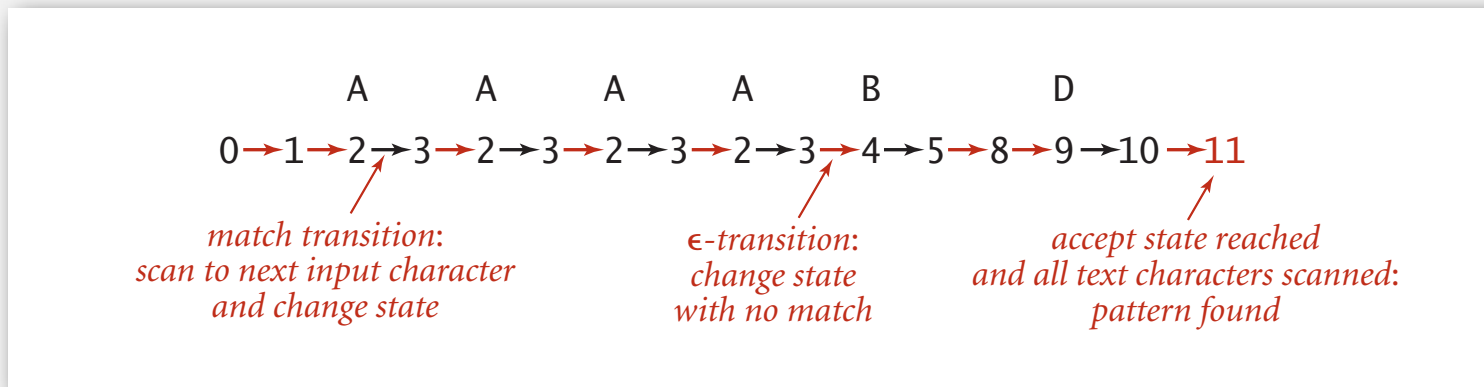 A A A A B D
0 1 2 3 2 3 2 3 2 3 4 5 8 9 10 11
match transition:
scan to next input character
and change state
ϵ-transition:
change state
with no match
accept state reached
and all text characters scanned:
pattern found